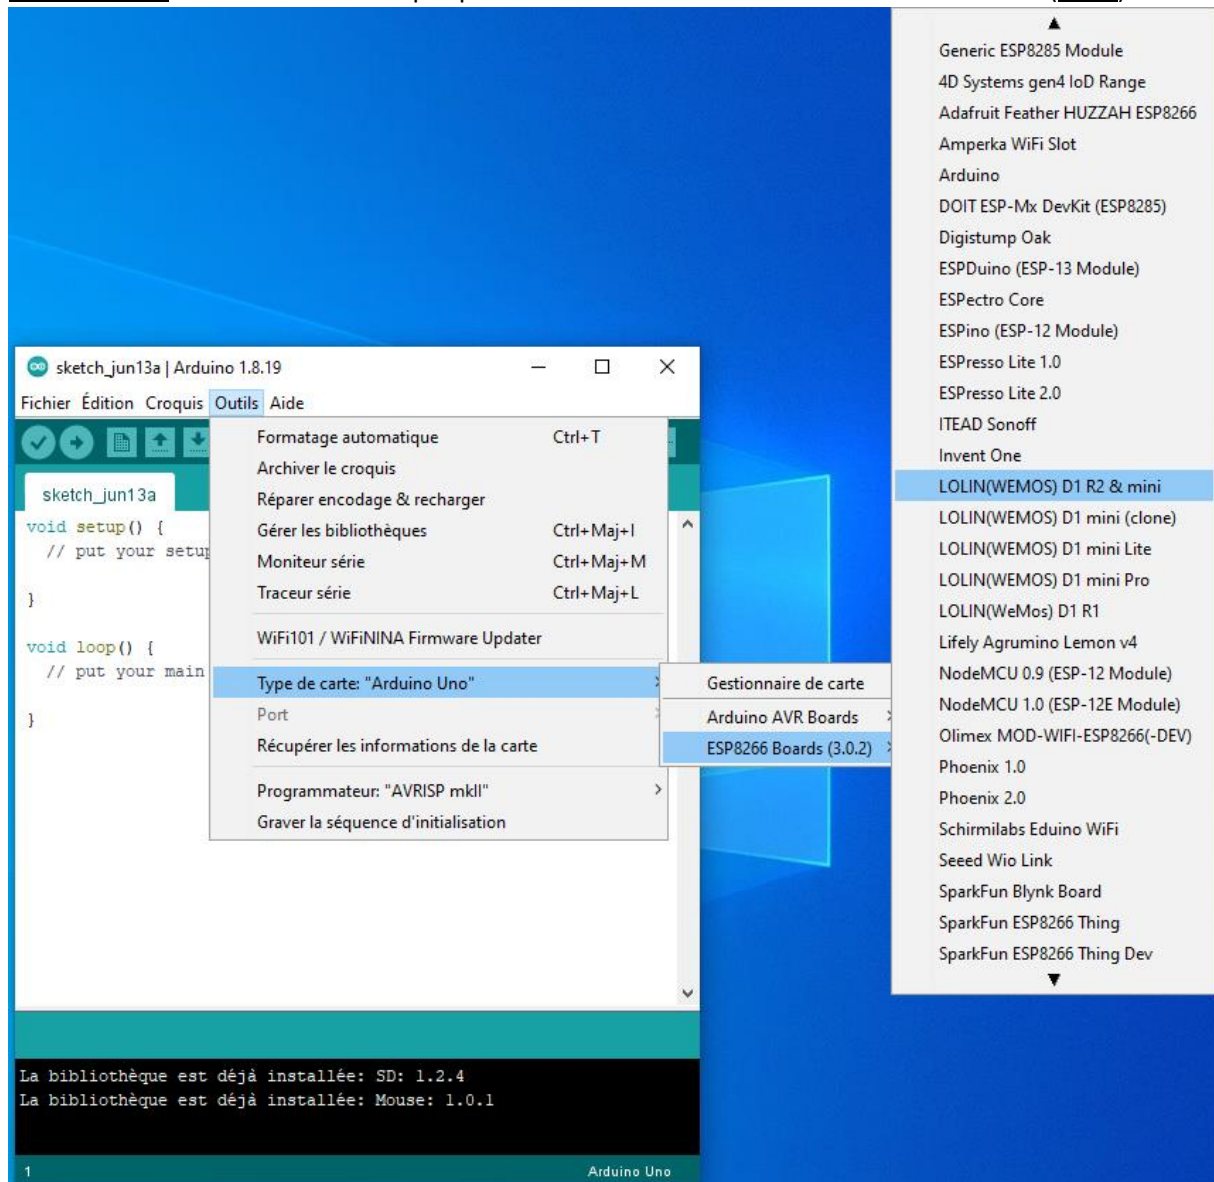 sketch_jun13a | Arduino 1.8.19
Fichier Édition Croquis Outils Aide
sketch_jun13a
void setup() {
// put your setup
}
void loop() {
// put your main
}
Formatage automatique Ctrl+T
Archiver le croquis
Réparer encodage & recharger
Gérer les bibliothèques Ctrl+Maj+I
Moniteur série Ctrl+Maj+M
Traceur série Ctrl+Maj+L
WiFi101 / WiFiNINA Firmware Updater
Type de carte: "Arduino Uno"
Port
Récupérer les informations de la carte
Programmateur: "AVRISP mkII"
Graver la séquence d'initialisation
Gestionnaire de carte
Arduino AVR Boards
ESP8266 Boards (3.0.2)
Generic ESP8285 Module
4D Systems gen4 IoD Range
Adafruit Feather HUZZAH ESP8266
Amperka WiFi Slot
Arduino
DOIT ESP-Mx DevKit (ESP8285)
Digistump Oak
ESPDuino (ESP-13 Module)
ESPectro Core
ESPino (ESP-12 Module)
ESPresso Lite 1.0
ESPresso Lite 2.0
ITEAD Sonoff
Invent One
LOLIN(WEMOS) D1 R2 & mini
LOLIN(WEMOS) D1 mini (clone)
LOLIN(WEMOS) D1 mini Lite
LOLIN(WEMOS) D1 mini Pro
LOLIN(WeMos) D1 R1
Lifely Agrumino Lemon v4
NodeMCU 0.9 (ESP-12 Module)
NodeMCU 1.0 (ESP-12E Module)
Olimex MOD-WIFI-ESP8266(-DEV)
Phoenix 1.0
Phoenix 2.0
Schirmilabs Eduino WiFi
Seeed Wio Link
SparkFun Blynk Board
SparkFun ESP8266 Thing
SparkFun ESP8266 Thing Dev
La bibliothèque est déjà installée: SD: 1.2.4
La bibliothèque est déjà installée: Mouse: 1.0.1
1 Arduino Uno